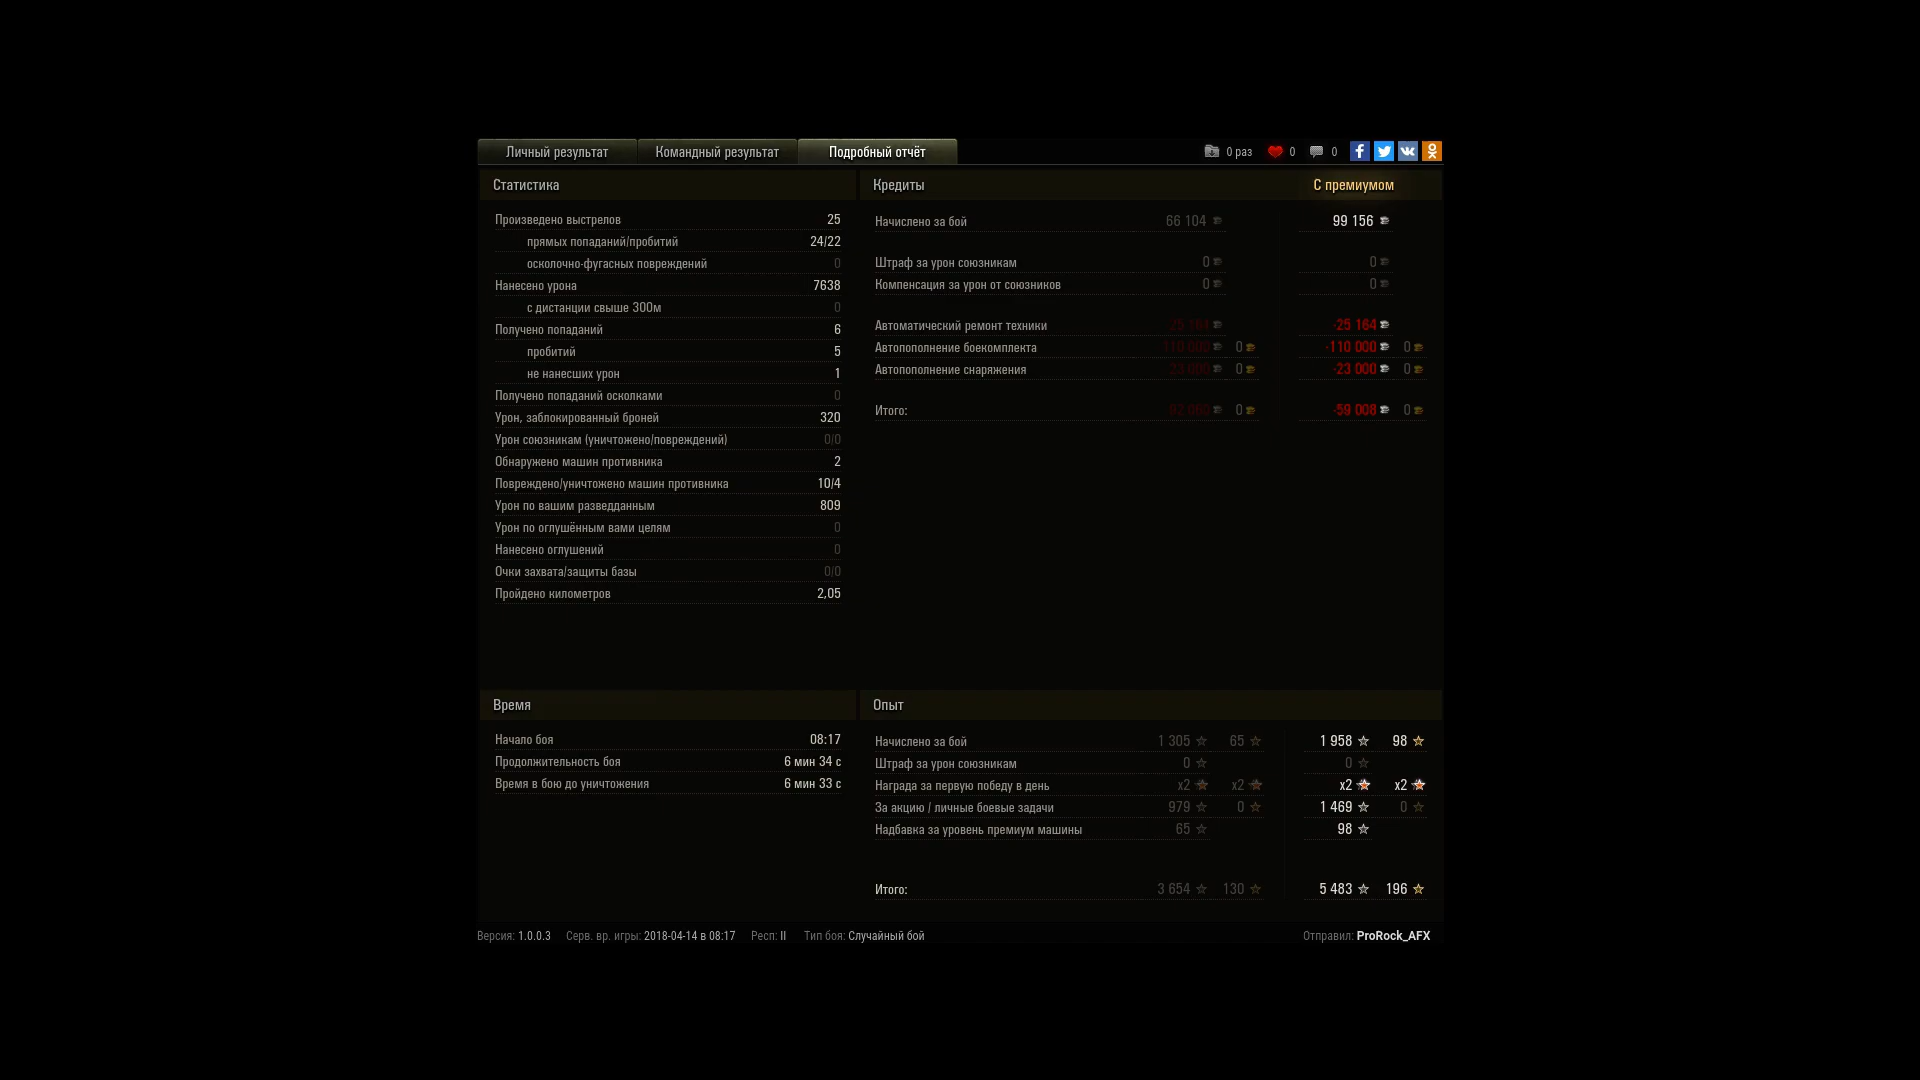 Личный результат Командный результат Подробный отчёт 0 раз 0 0
Статистика
Произведено выстрелов 25
прямых попаданий/пробитий 24/22
осколочно-фугасных повреждений 0
Нанесено урона 7638
с дистанции свыше 300м 0
Получено попаданий 6
пробитий 5
не нанесших урон 1
Получено попаданий осколками 0
Урон, заблокированный броней 320
Урон союзникам (уничтожено/повреждений) 0/0
Обнаружено машин противника 2
Повреждено/уничтожено машин противника 10/4
Урон по вашим разведданным 809
Урон по оглушённым вами целям 0
Нанесено оглушений 0
Очки захвата/защиты базы 0/0
Пройдено километров 2,05
Кредиты С премиумом
Начислено за бой 66 104 99 156
Штраф за урон союзникам 0 0
Компенсация за урон от союзников 0 0
Автоматический ремонт техники -25 164 -25 164
Автопополнение боекомплекта -110 000 0 -110 000 0
Автопополнение снаряжения -23 000 0 -23 000 0
Итого: -92 060 0 -59 008 0
Время
Начало боя 08:17
Продолжительность боя 6 мин 34 с
Время в бою до уничтожения 6 мин 33 с
Опыт
Начислено за бой 1 305 65 1 958 98
Штраф за урон союзникам 0 0
Награда за первую победу в день x2 x2 x2 x2
За акцию / личные боевые задачи 979 0 1 469 0
Надбавка за уровень премиум машины 65 98
Итого: 3 654 130 5 483 196
Версия: 1.0.0.3 Серв. вр. игры: 2018-04-14 в 08:17 Респ: II Тип боя: Случайный бой Отправил: ProRock_AFX